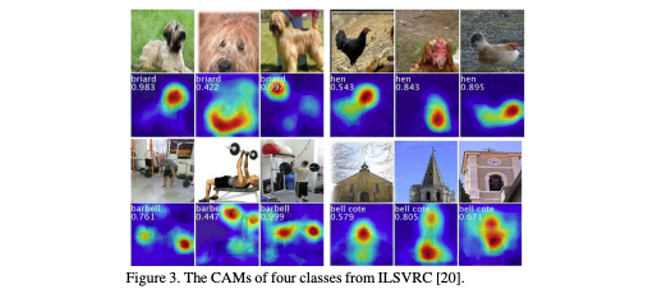 briard briard briard
0.983 0.422 0.992
hen hen hen
0.543 0.843 0.895
barbell barbell barbell
0.761 0.447 0.999
bell cote bell cote bell cote
0.579 0.805 0.671
Figure 3. The CAMs of four classes from ILSVRC [20].